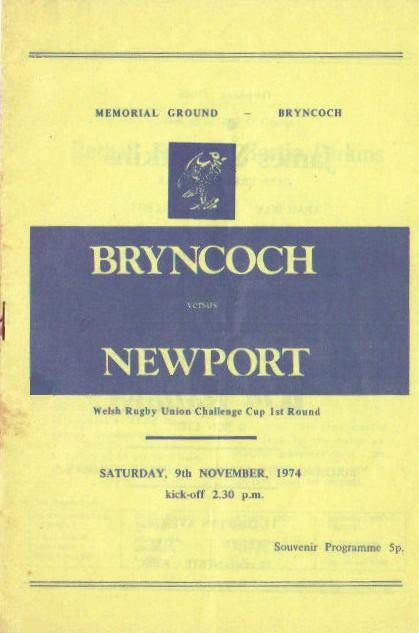 MEMORIAL GROUND – BRYNCOCH
BRYNCOCH
versus
NEWPORT
Welsh Rugby Union Challenge Cup 1st Round
SATURDAY, 9th NOVEMBER, 1974
kick-off 2.30 p.m.
Souvenir Programme 5p.